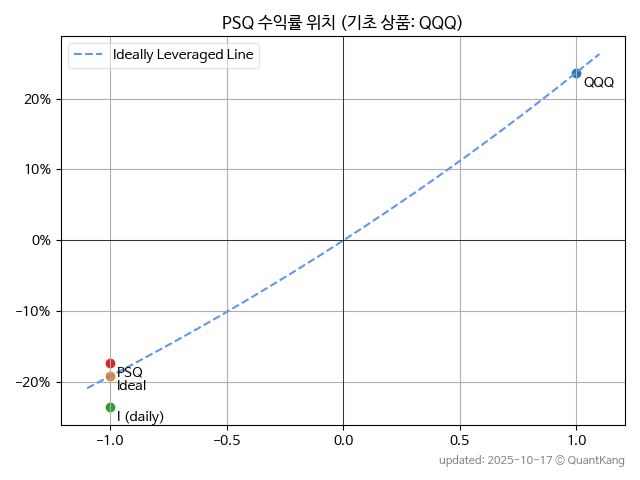 PSQ 수익률 위치 (기초 상품: QQQ)
Ideally Leveraged Line
QQQ
20%
10%
0%
−10%
−20%
PSQ
Ideal
I (daily)
−1.0
−0.5
0.0
0.5
1.0
updated: 2025-10-17 © QuantKang